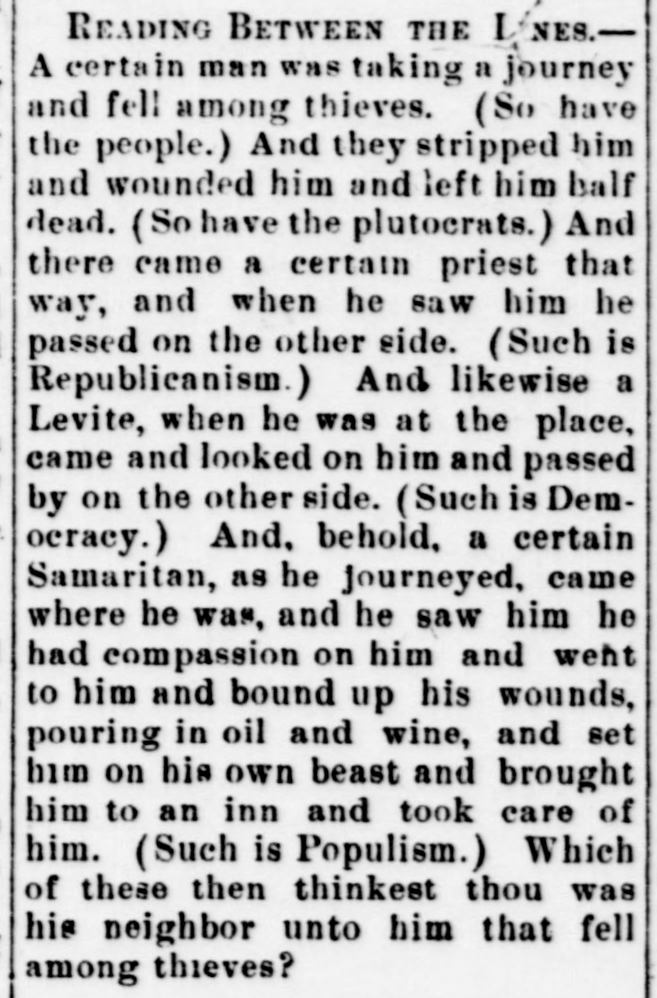 READING BETWEEN THE LINES.—
A certain man was taking a journey
and fell among thieves. (So have
the people.) And they stripped him
and wounded him and left him half
dead. (So have the plutocrats.) And
there came a certain priest that
way, and when he saw him he
passed on the other side. (Such is
Republicanism.) And likewise a
Levite, when he was at the place,
came and looked on him and passed
by on the other side. (Such is Dem-
ocracy.) And, behold, a certain
Samaritan, as he journeyed, came
where he was, and he saw him he
had compassion on him and went
to him and bound up his wounds,
pouring in oil and wine, and set
him on his own beast and brought
him to an inn and took care of
him. (Such is Populism.) Which
of these then thinkest thou was
his neighbor unto him that fell
among thieves?